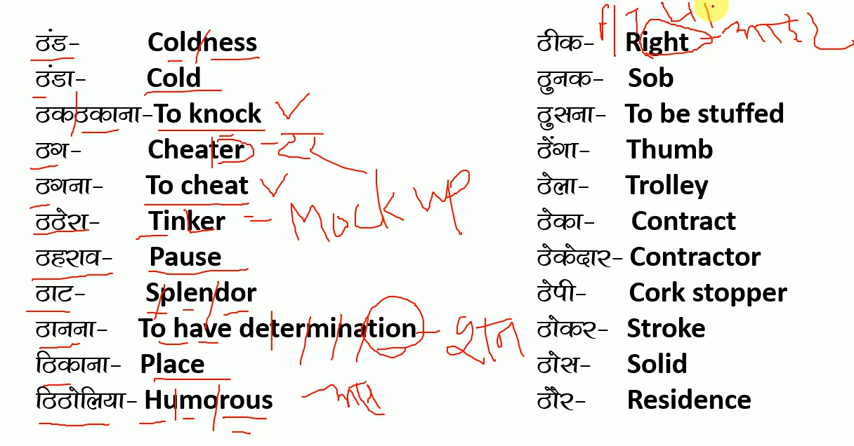 ठंड- Coldness
ठंडा- Cold
ठकठकाना- To knock
ठग- Cheater - टर
ठगना- To cheat
ठठेरा- Tinker = Mock up
ठहराव- Pause
ठाट- Splendor
ठानना- To have determination - शन
ठिकाना- Place
ठिठोलिया- Humorous
ठीक- Right
ठुनक- Sob
ठुसना- To be stuffed
ठेंगा- Thumb
ठेला- Trolley
ठेका- Contract
ठेकेदार- Contractor
ठेपी- Cork stopper
ठोकर- Stroke
ठोस- Solid
ठौर- Residence